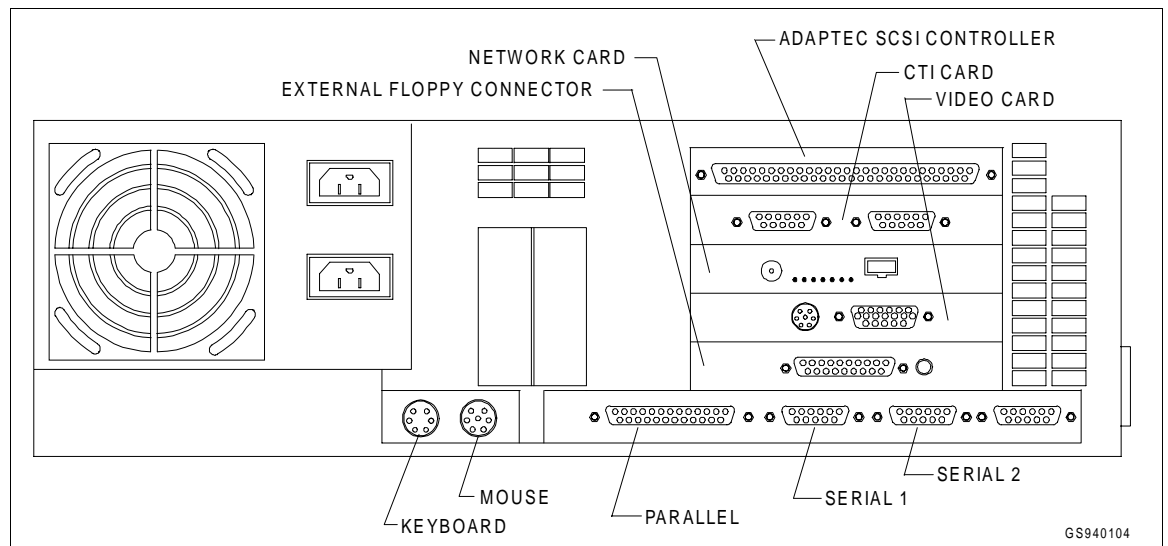 ADAPTEC SCSI CONTROLLER
NETWORK CARD
CTI CARD
EXTERNAL FLOPPY CONNECTOR
VIDEO CARD
SERIAL 2
MOUSE
SERIAL 1
PARALLEL
KEYBOARD
GS940104